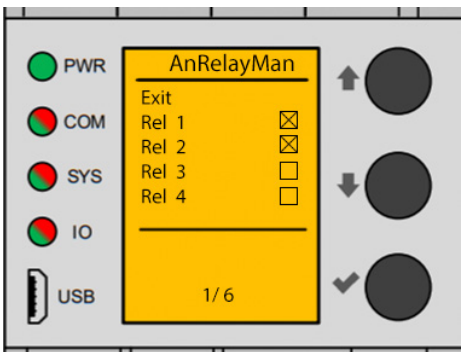 PWR
COM
SYS
IO
USB
AnRelayMan
Exit
Rel 1
Rel 2
Rel 3
Rel 4
1/6